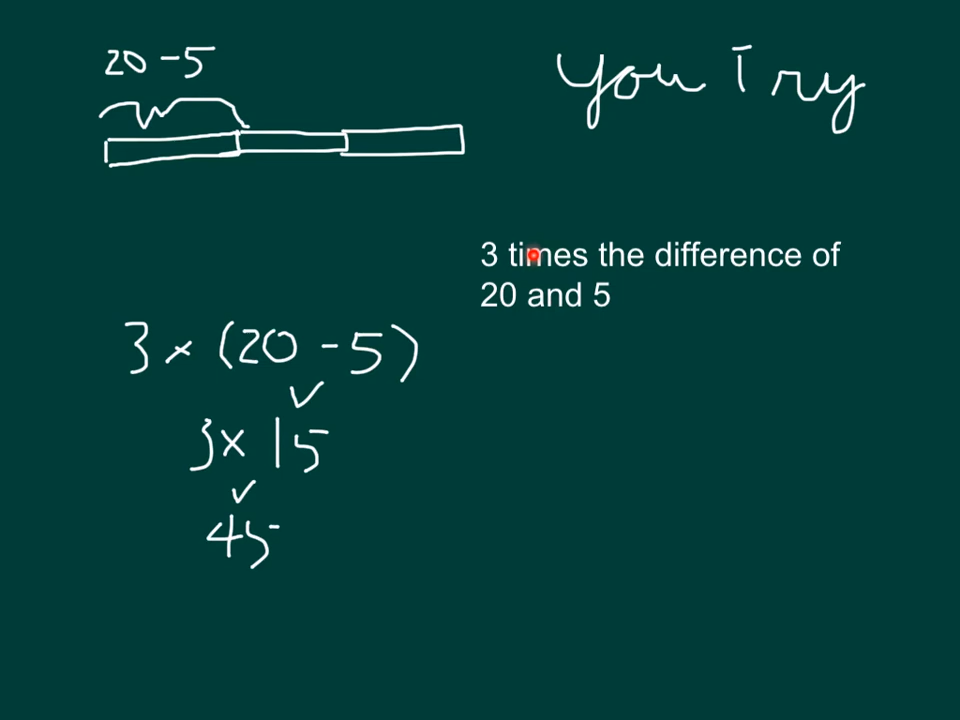 20 - 5
you Try
3 times the difference of
20 and 5
3 × (20 - 5)
3 × 15
45